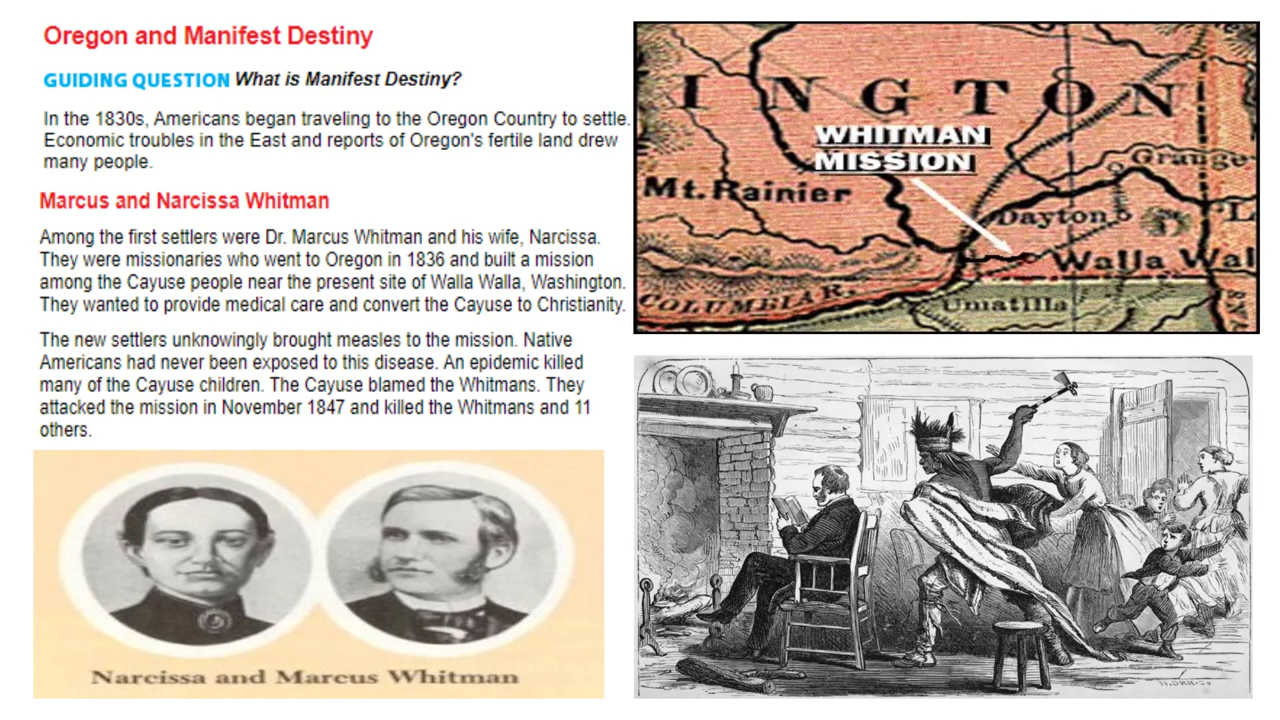 Oregon and Manifest Destiny
GUIDING QUESTION What is Manifest Destiny?
In the 1830s, Americans began traveling to the Oregon Country to settle.
Economic troubles in the East and reports of Oregon's fertile land drew
many people.
Marcus and Narcissa Whitman
Among the first settlers were Dr. Marcus Whitman and his wife, Narcissa.
They were missionaries who went to Oregon in 1836 and built a mission
among the Cayuse people near the present site of Walla Walla, Washington.
They wanted to provide medical care and convert the Cayuse to Christianity.
The new settlers unknowingly brought measles to the mission. Native
Americans had never been exposed to this disease. An epidemic killed
many of the Cayuse children. The Cayuse blamed the Whitmans. They
attacked the mission in November 1847 and killed the Whitmans and 11
others.
Narcissa and Marcus Whitman
INGTON
WHITMAN
MISSION
Grange
Mt. Rainier
Dayton
L
Walla Wal
COLUMBIA R.
Umatilla